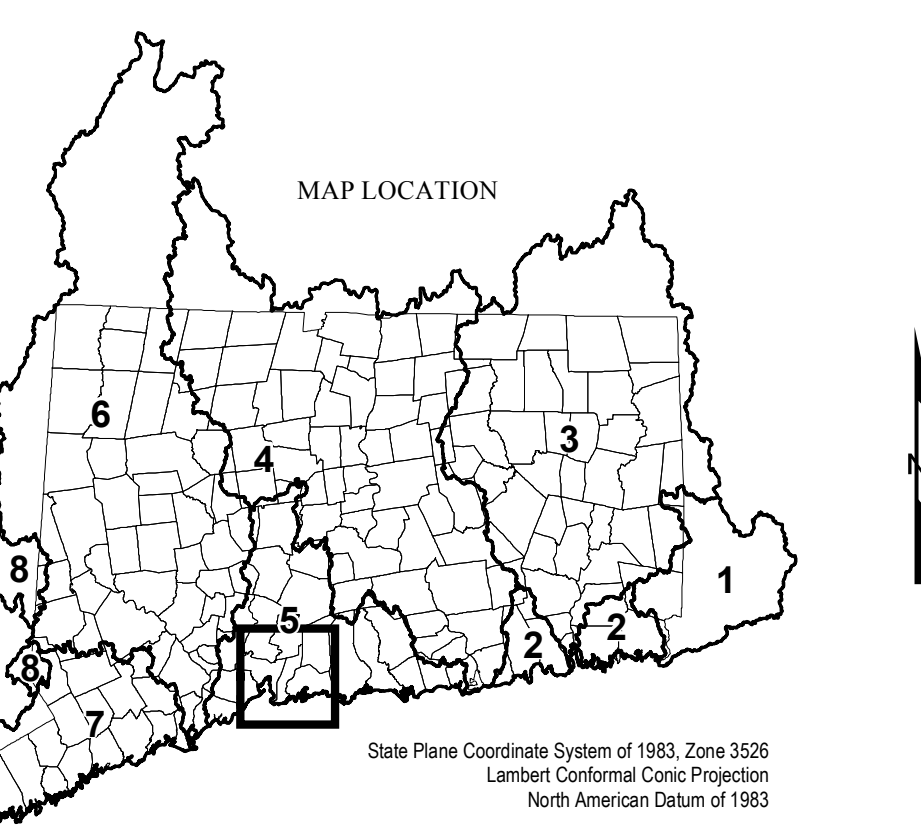 MAP LOCATION
6
4
3
8
1
5
2
2
8
7
N
State Plane Coordinate System of 1983, Zone 3526
Lambert Conformal Conic Projection
North American Datum of 1983